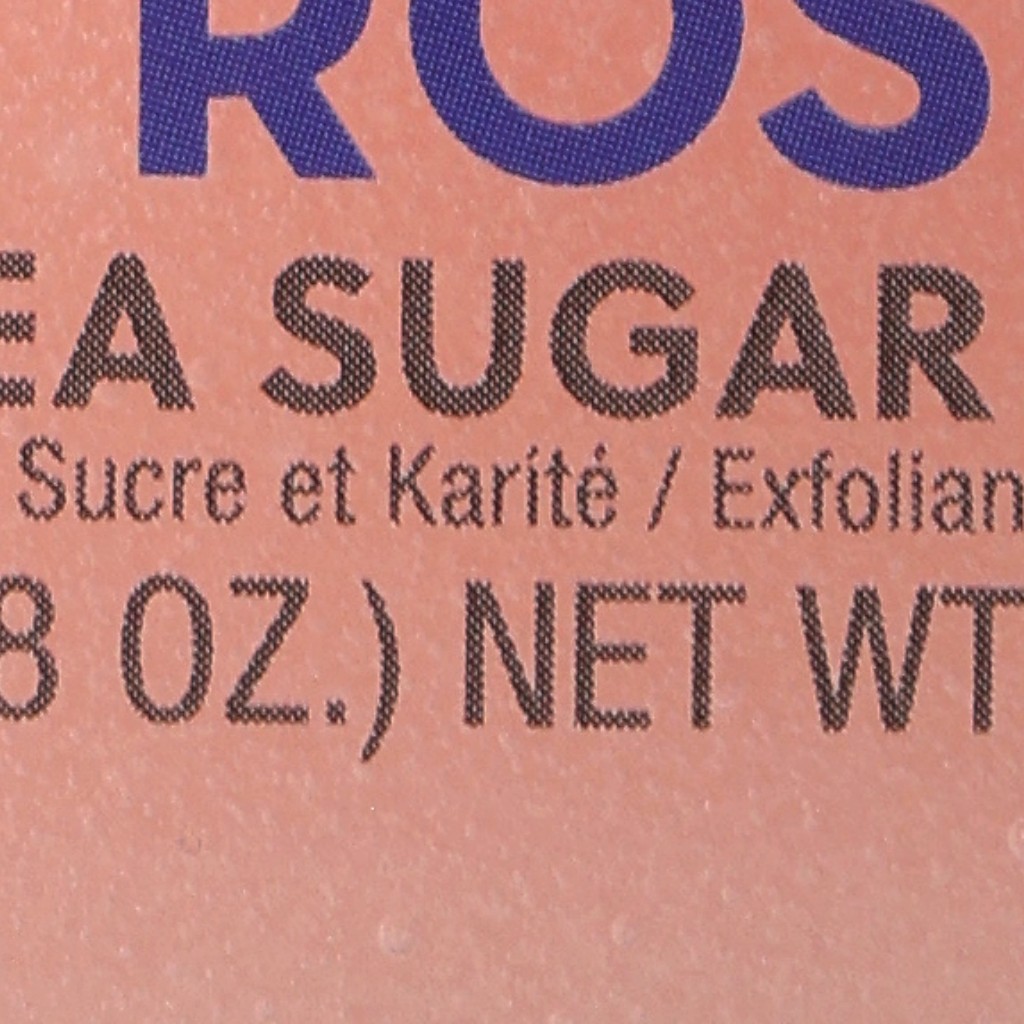 ROS
EA SUGAR
Sucre et Karité / Exfolian
8 OZ.) NET WT